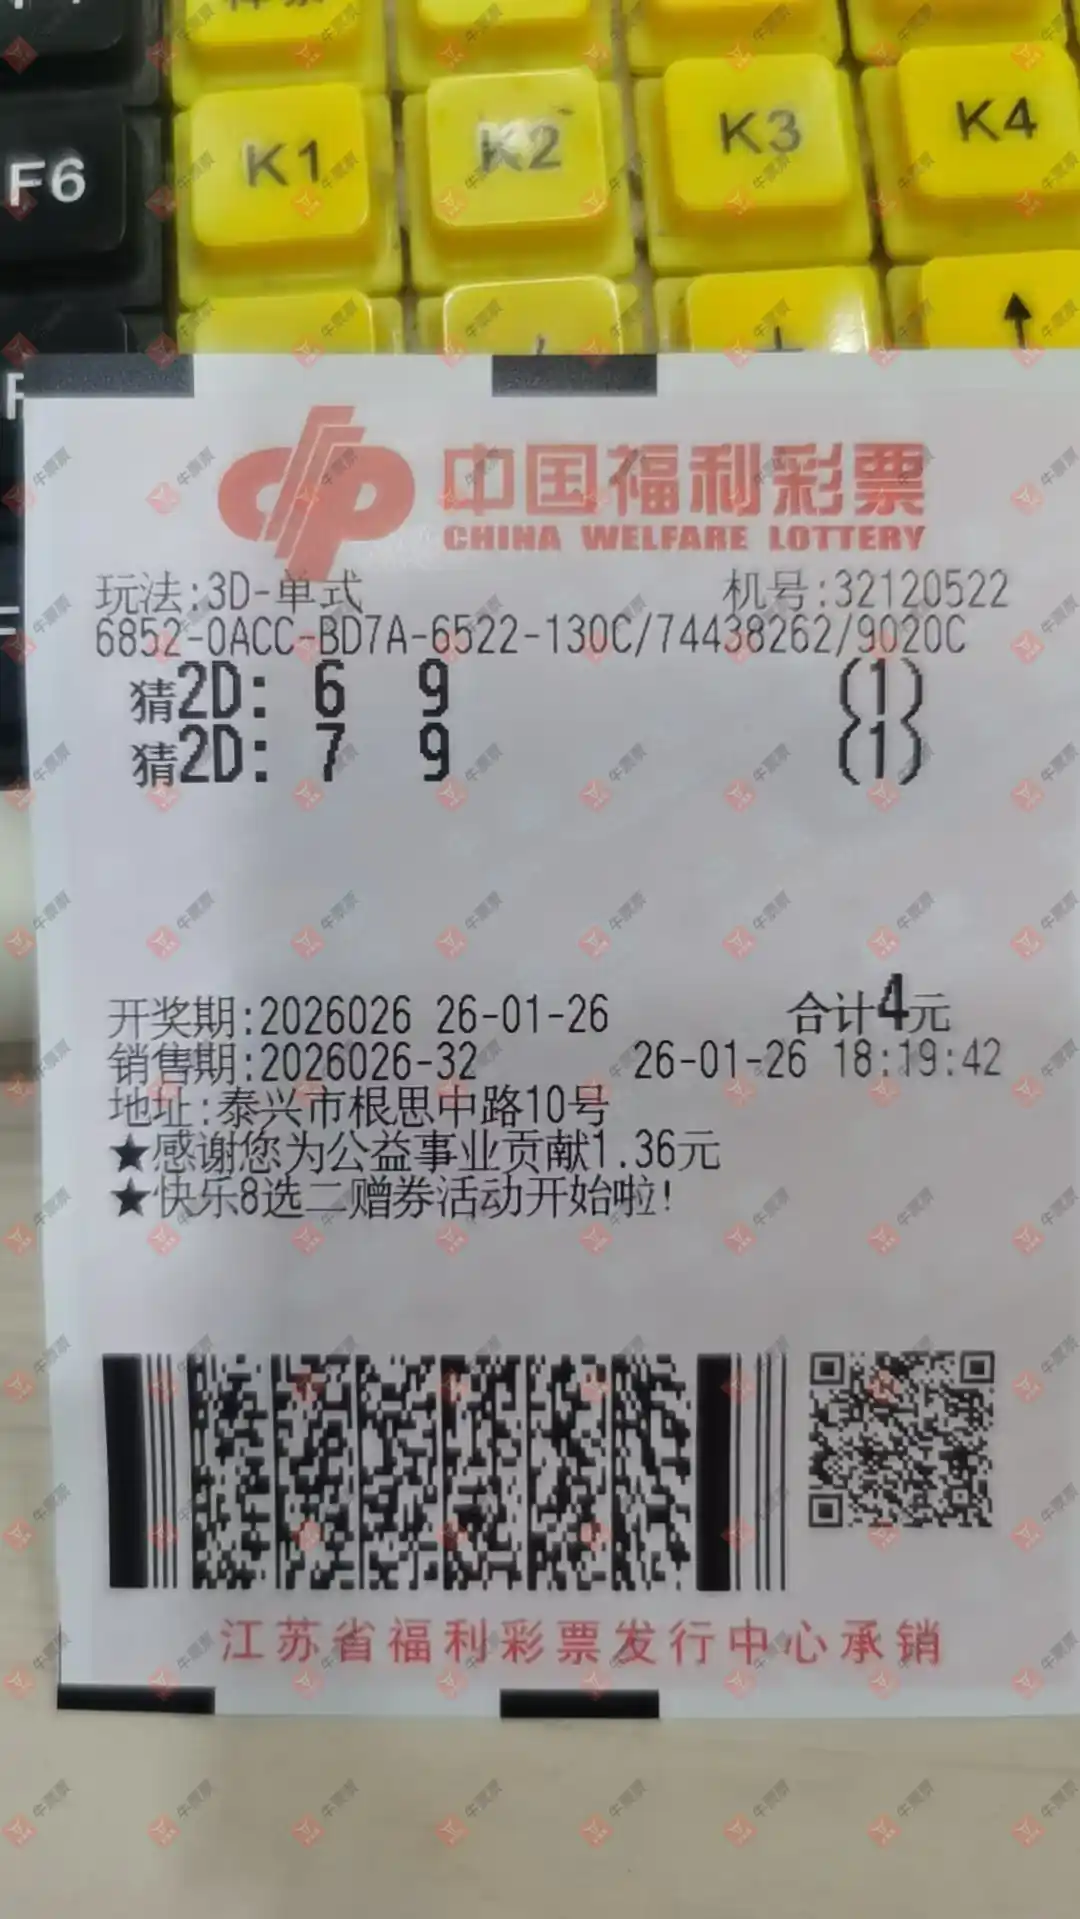 F6
K1
K2
K3
K4
中国福利彩票
CHINA WELFARE LOTTERY
玩法:3D-单式 机号:32120522
6852-0ACC-BD7A-6522-130C/74438262/9020C
猜2D: 6 9 (1)
猜2D: 7 9 (1)
开奖期:2026026 26-01-26 合计4元
销售期:2026026-32 26-01-26 18:19:42
地址:泰兴市根思中路10号
★感谢您为公益事业贡献1.36元
★快乐8选二赠券活动开始啦!
江苏省福利彩票发行中心承销
牛票票